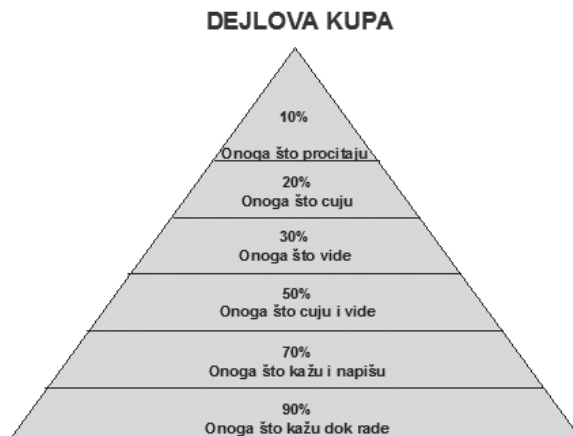 DEJLOVA KUPA
10%
Onoga što procitaju
20%
Onoga što cuju
30%
Onoga što vide
50%
Onoga što cuju i vide
70%
Onoga što kažu i napišu
90%
Onoga što kažu dok rade